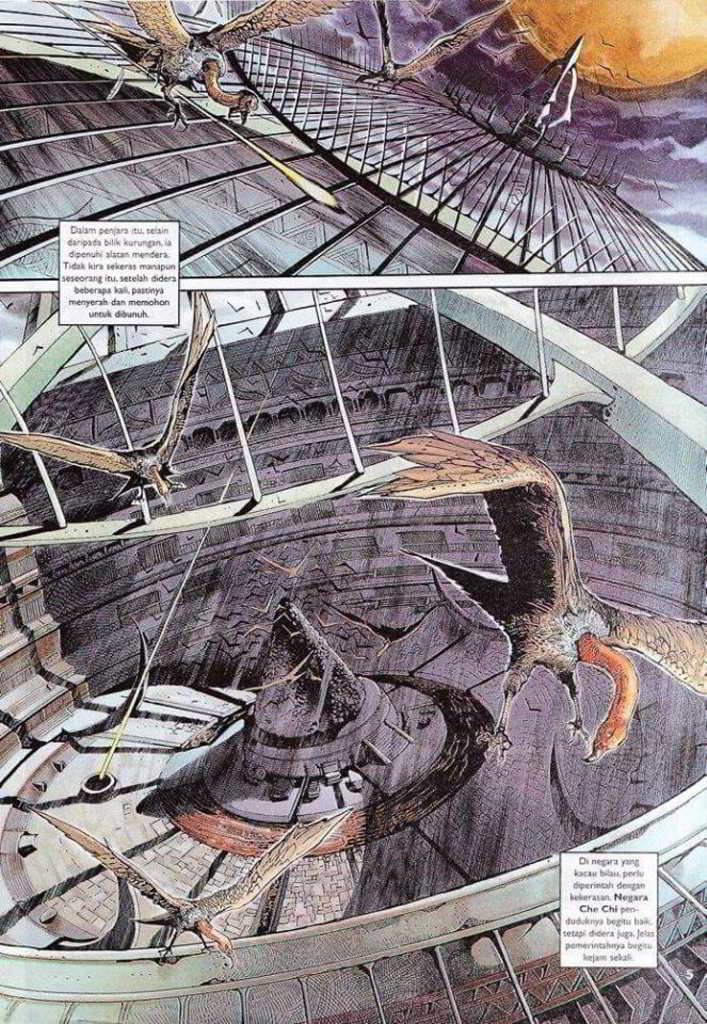 Dalam penjara itu, selain
daripada bilik kurungan, ia
dipenuhi alatan mendera.
Tidak kira sekeras manapun
seseorang itu, setelah didera
beberapa kali, pastinya
menyerah dan memohon
untuk dibunuh.
Di negara yang
kacau bilau, perlu
diperintah dengan
kekerasan. Negara
Che Chi pen-
duduknya begitu baik,
tetapi didera juga. Jelas
pemerintahnya begitu
kejam sekali.
5